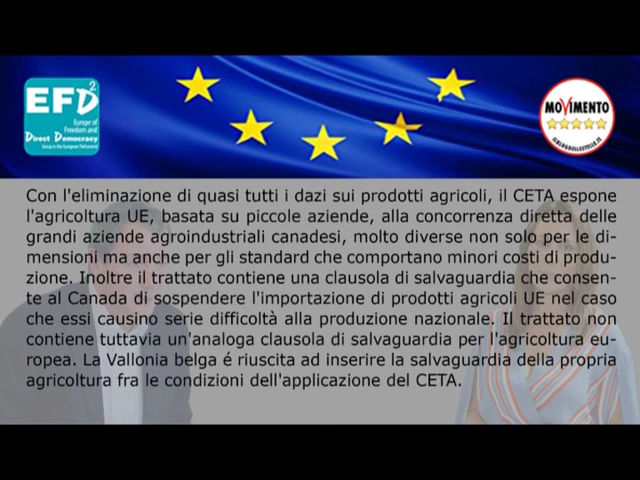 EFD2
Europe of
Freedom and
Direct Democracy
Group in the European Parliament
MOVIMENTO
ILBLOGDELLESTELLE.IT
Con l'eliminazione di quasi tutti i dazi sui prodotti agricoli, il CETA espone
l'agricoltura UE, basata su piccole aziende, alla concorrenza diretta delle
grandi aziende agroindustriali canadesi, molto diverse non solo per le di-
mensioni ma anche per gli standard che comportano minori costi di produ-
zione. Inoltre il trattato contiene una clausola di salvaguardia che consen-
te al Canada di sospendere l'importazione di prodotti agricoli UE nel caso
che essi causino serie difficoltà alla produzione nazionale. Il trattato non
contiene tuttavia un'analoga clausola di salvaguardia per l'agricoltura eu-
ropea. La Vallonia belga é riuscita ad inserire la salvaguardia della propria
agricoltura fra le condizioni dell'applicazione del CETA.